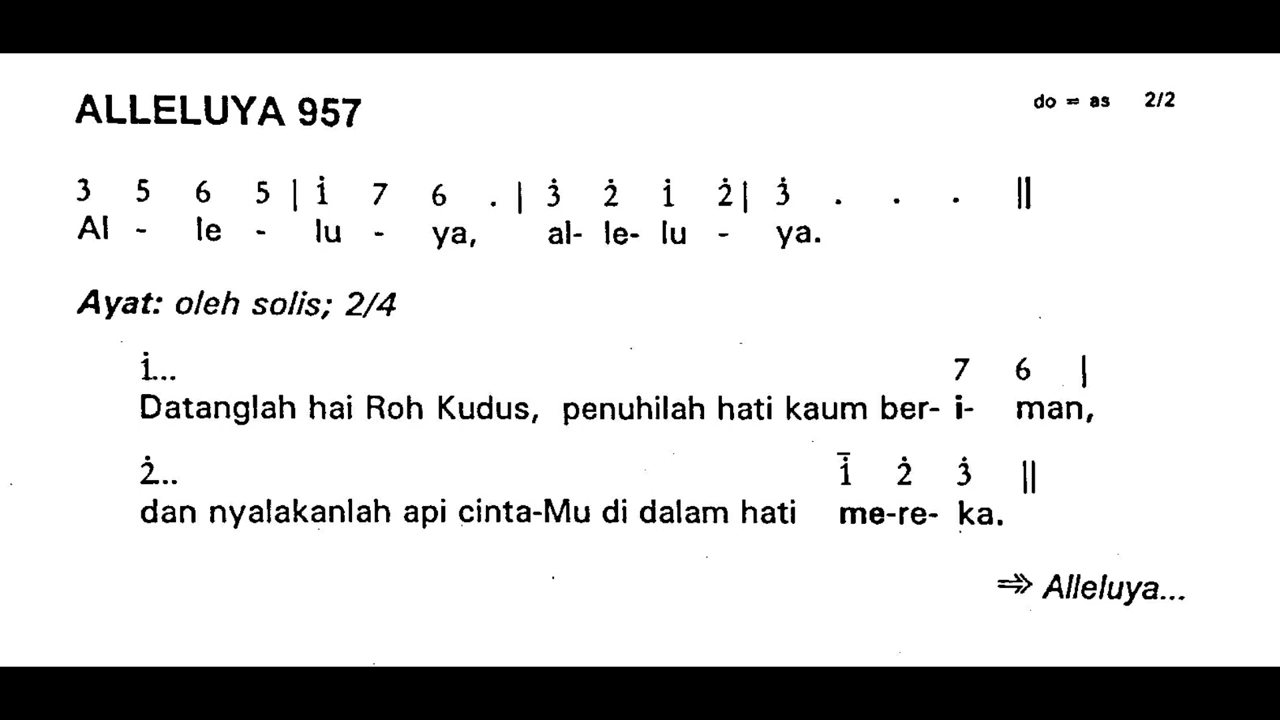 ALLELUYA 957 do = as 2/2
3 5 6 5 | i̇ 7 6 . | 3̇ 2̇ i̇ 2̇ | 3̇ . . . ||
Al - le - lu - ya, al- le- lu - ya.
Ayat: oleh solis; 2/4
i̇... 7 6 |
Datanglah hai Roh Kudus, penuhilah hati kaum ber- i- man,
2̇... 1̇̅ 2̇ 3̇ ||
dan nyalakanlah api cinta-Mu di dalam hati me-re- ka.
⇒ Alleluya...